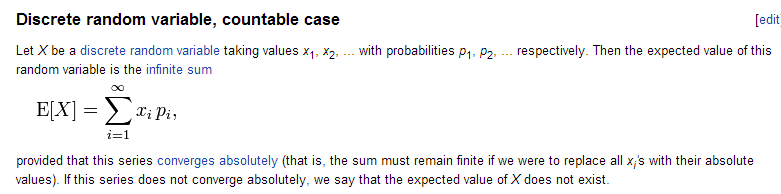 Discrete random variable, countable case [edit
Let X be a discrete random variable taking values x₁, x₂, ... with probabilities p₁, p₂, ... respectively. Then the expected value of this
random variable is the infinite sum
E[X] = ∑_{i=1}^{∞} xᵢ pᵢ,
provided that this series converges absolutely (that is, the sum must remain finite if we were to replace all xᵢ's with their absolute
values). If this series does not converge absolutely, we say that the expected value of X does not exist.